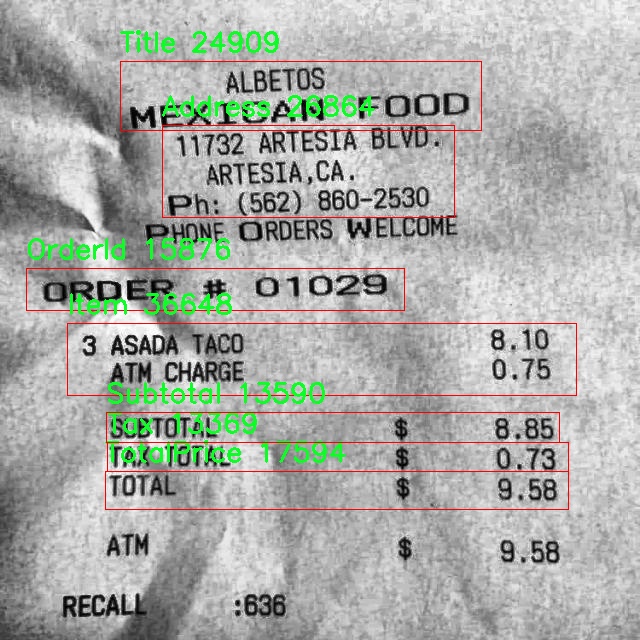 Title 24909
ALBETOS
MEXICAN FOOD
Address 26864
11732 ARTESIA BLVD.
ARTESIA,CA.
Ph: (562) 860-2530
PHONE ORDERS WELCOME
OrderId 15876
ORDER # 01029
Item 36648
3 ASADA TACO 8.10
ATM CHARGE 0.75
Subtotal 13590
SUBTOTAL $ 8.85
Tax 13369
TAX TOTAL $ 0.73
TotalPrice 17594
TOTAL $ 9.58
ATM $ 9.58
RECALL :636